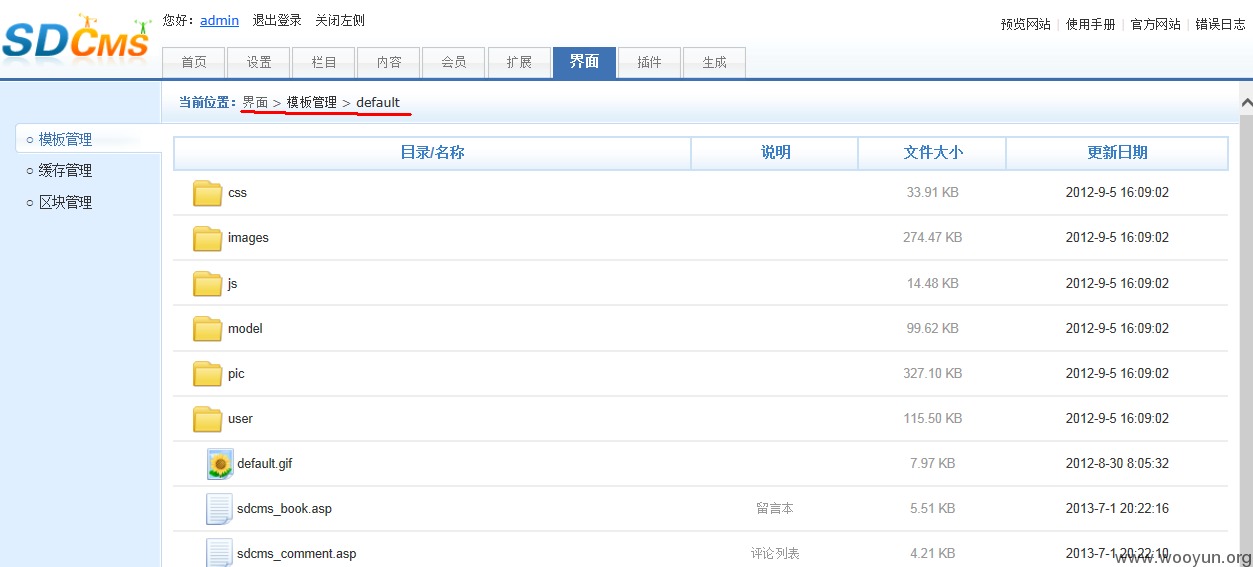 SDCMS
您好：admin 退出登录 关闭左侧
预览网站 | 使用手册 | 官方网站 | 错误日志
首页 设置 栏目 内容 会员 扩展 界面 插件 生成
当前位置：界面 > 模板管理 > default
模板管理
缓存管理
区块管理
目录/名称 说明 文件大小 更新日期
css 33.91 KB 2012-9-5 16:09:02
images 274.47 KB 2012-9-5 16:09:02
js 14.48 KB 2012-9-5 16:09:02
model 99.62 KB 2012-9-5 16:09:02
pic 327.10 KB 2012-9-5 16:09:02
user 115.50 KB 2012-9-5 16:09:02
default.gif 7.97 KB 2012-8-30 8:05:32
sdcms_book.asp 留言本 5.51 KB 2013-7-1 20:22:16
sdcms_comment.asp 评论列表 4.21 KB 2013-7-1 20:22:10
www.wooyun.org